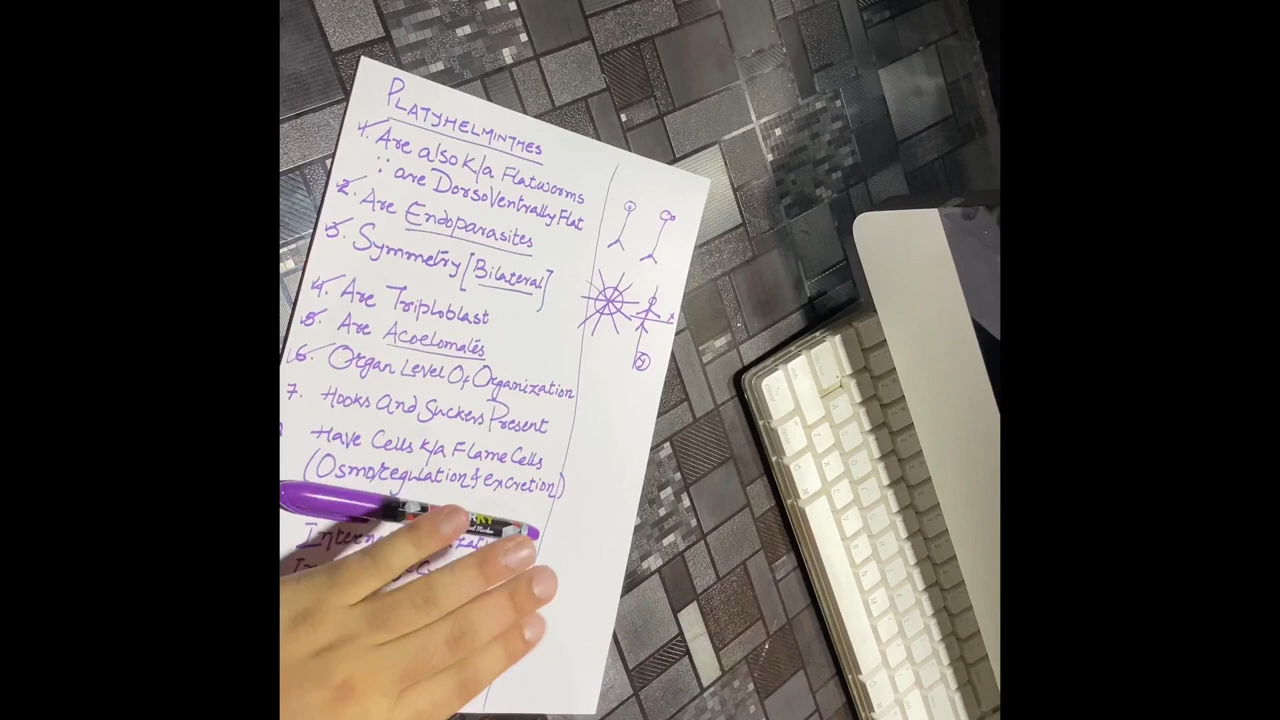 PLATYHELMINTHES
1. Are also K/a Flatworms
∵ are DorsoVentrally Flat
2. Are Endoparasites
3. Symmetry [Bilateral]
4. Are Triploblast
5. Are Acoelomates
6. Organ Level Of Organization
7. Hooks And Suckers Present
Have Cells k/a Flame Cells
(Osmoregulation & excretion)